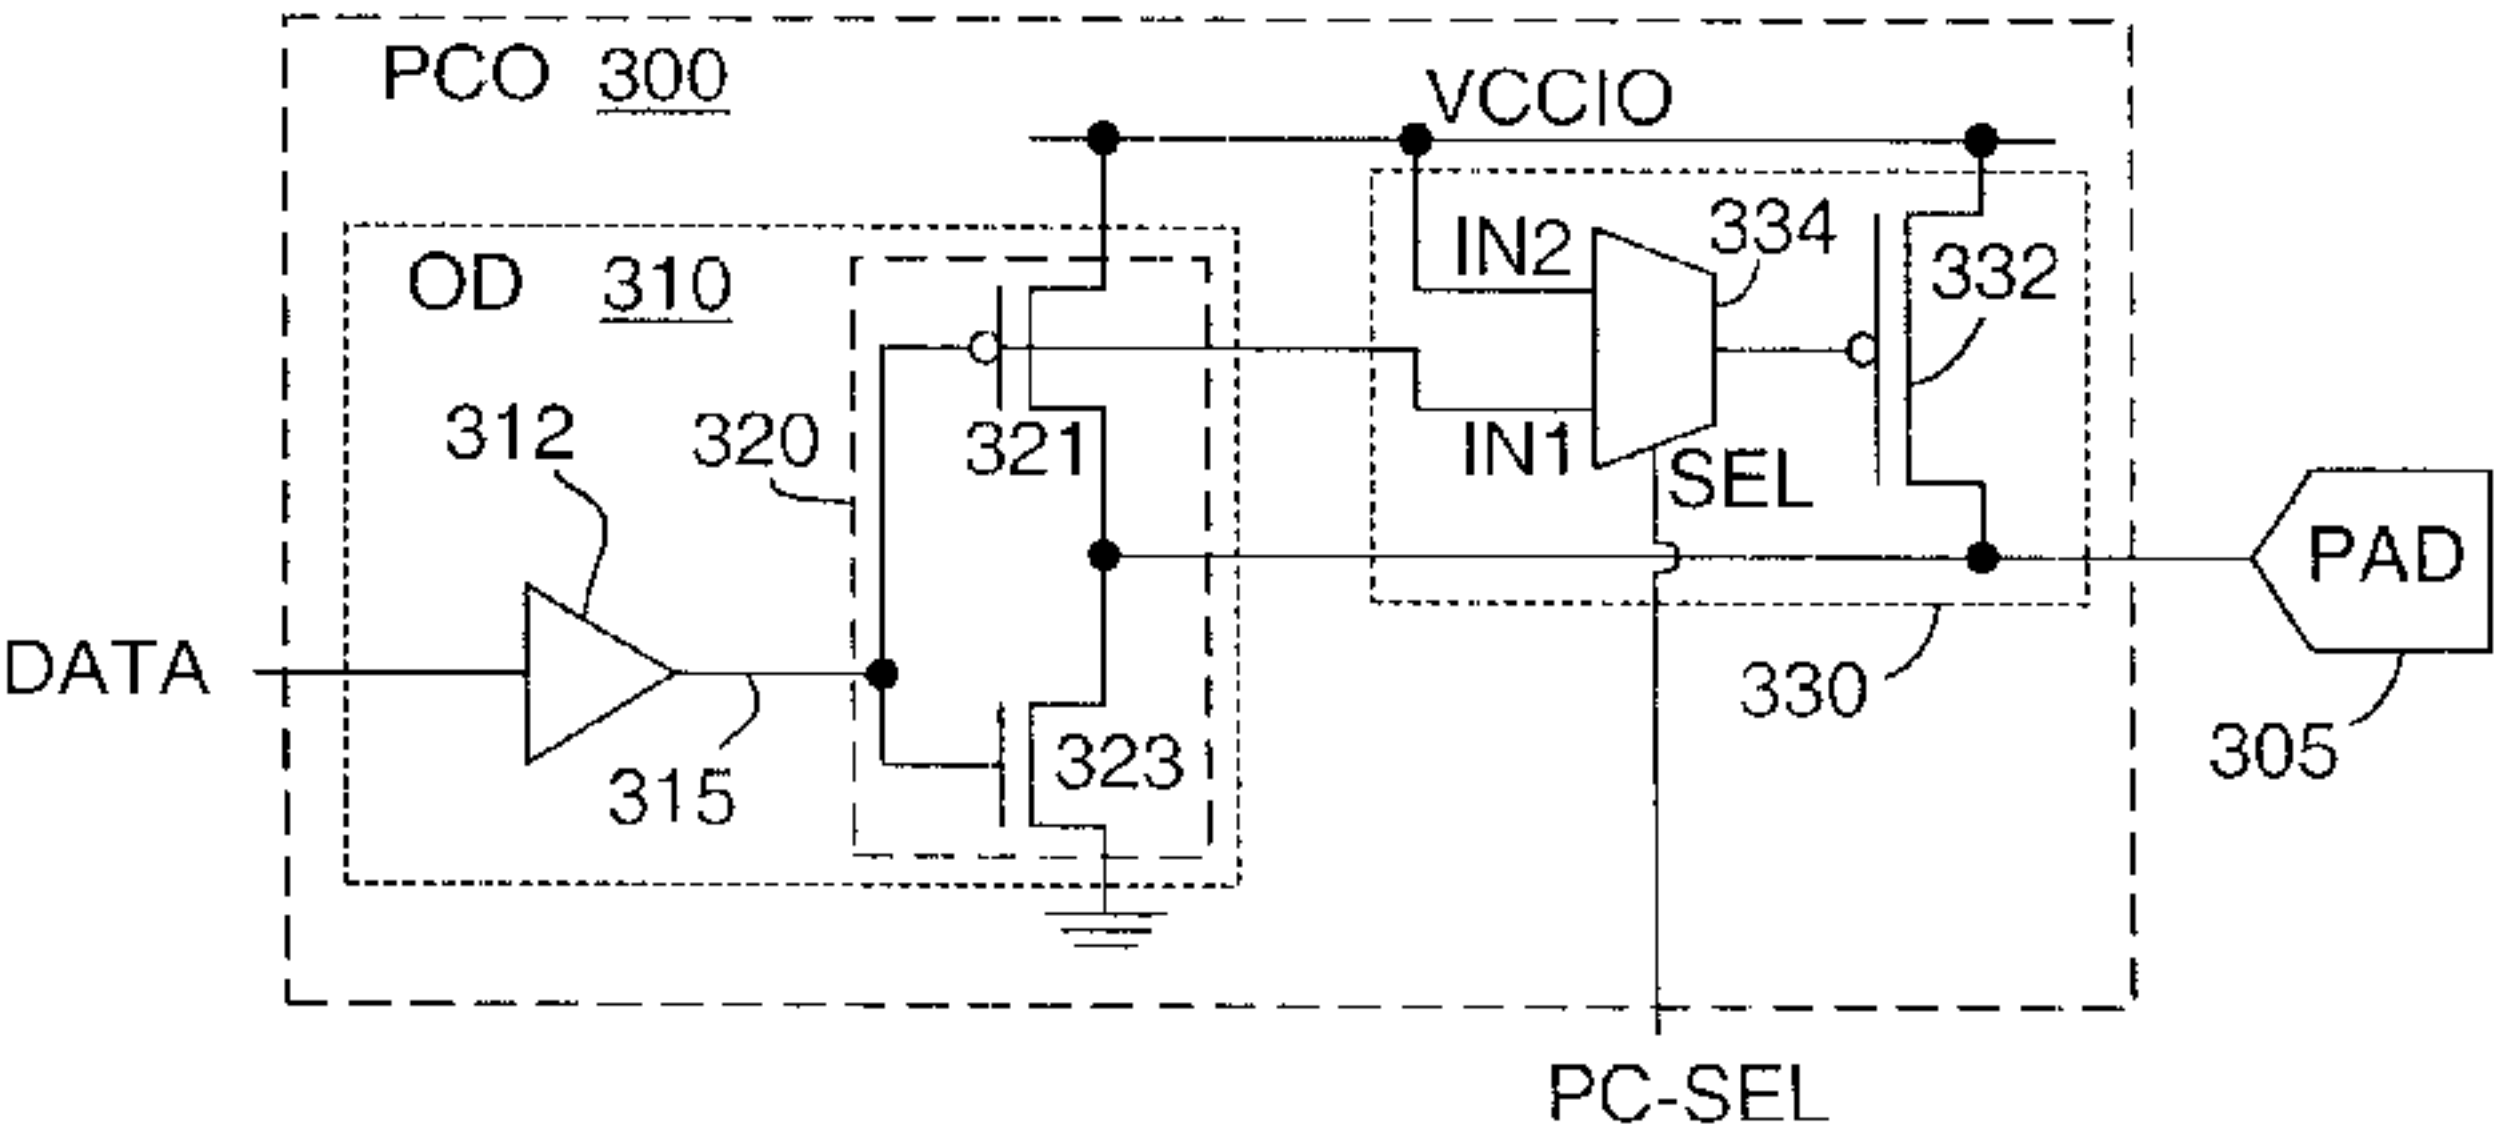 PCO 300
VCCIO
OD 310
IN2
334
332
312
320
321
IN1
SEL
PAD
DATA
330
315
323
305
PC-SEL